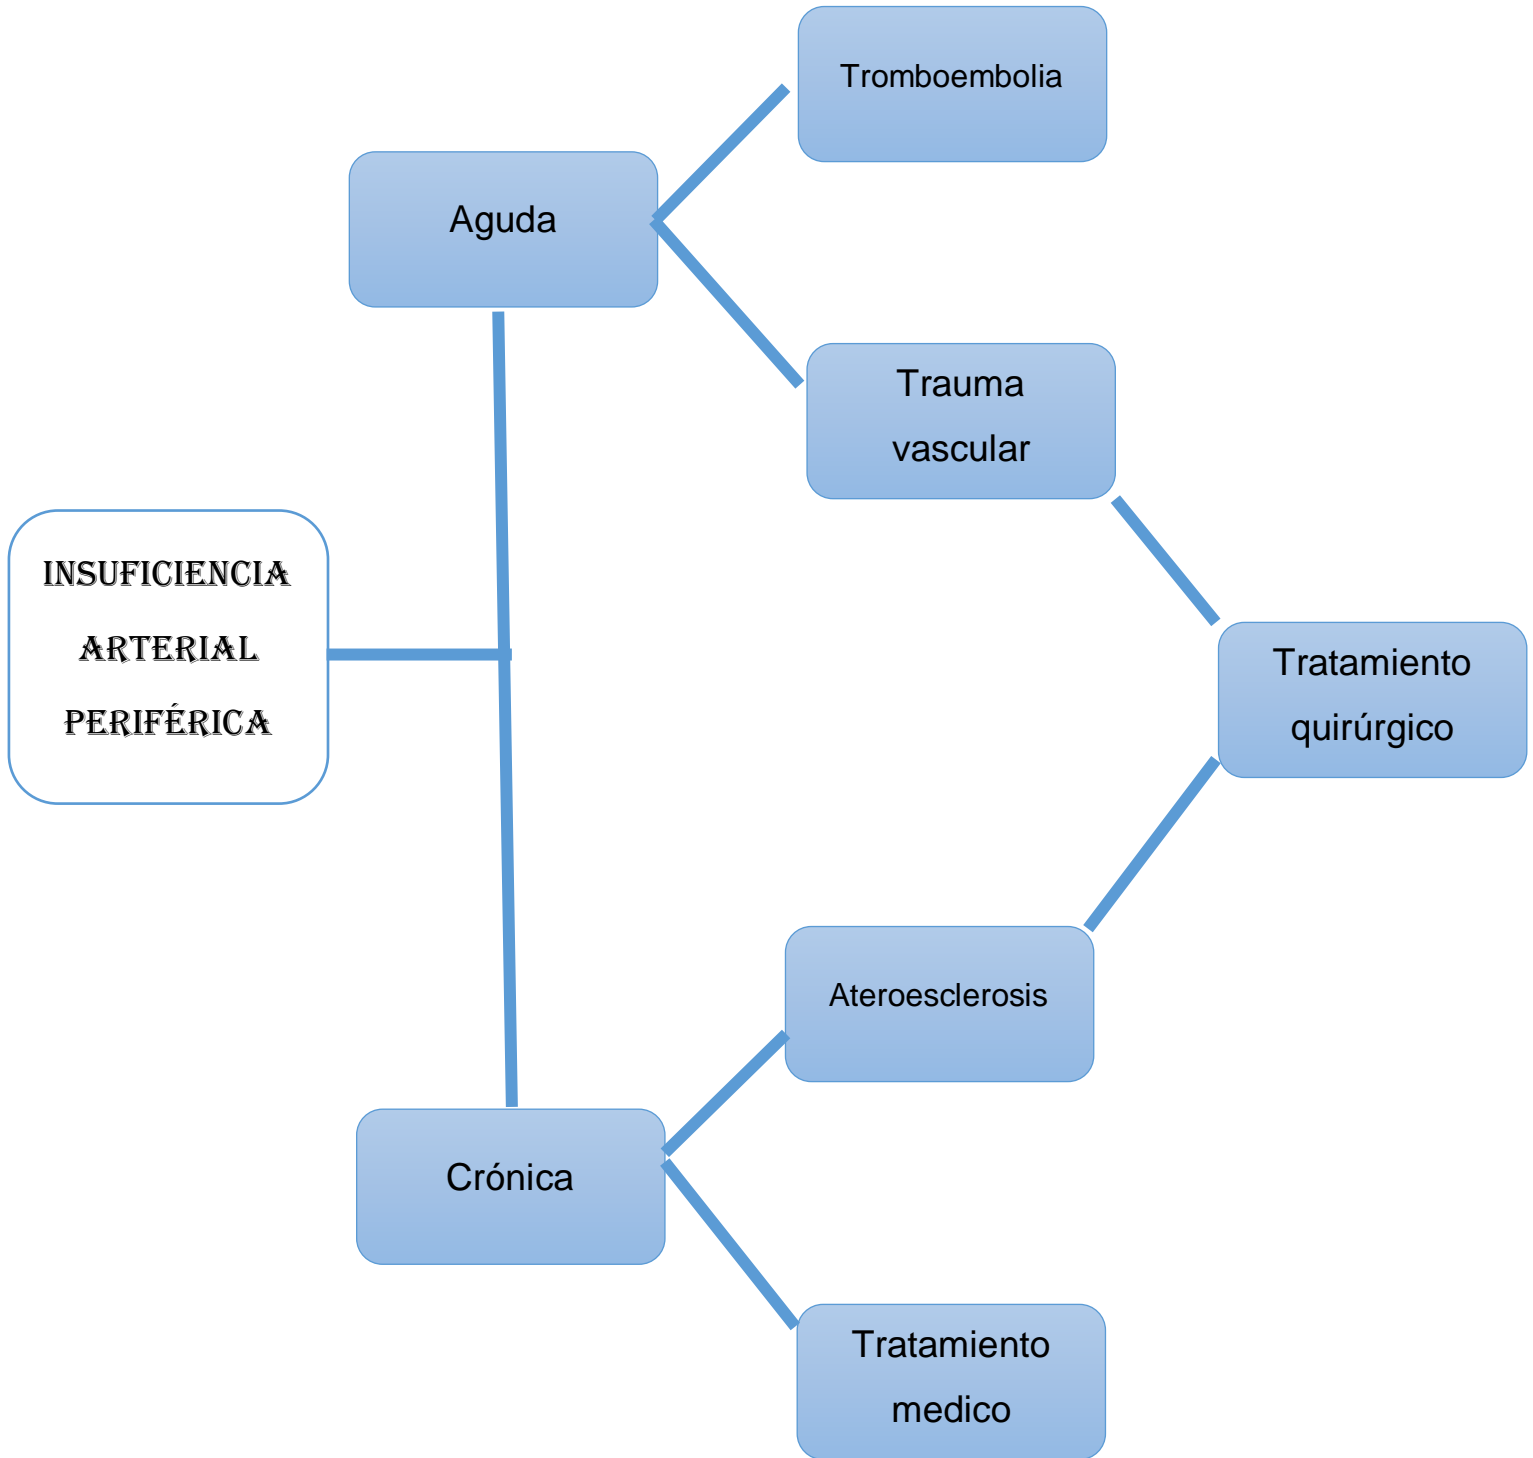 Tromboembolia
Aguda
Trauma
vascular
INSUFICIENCIA
ARTERIAL
PERIFÉRICA
Tratamiento
quirúrgico
Ateroesclerosis
Crónica
Tratamiento
medico